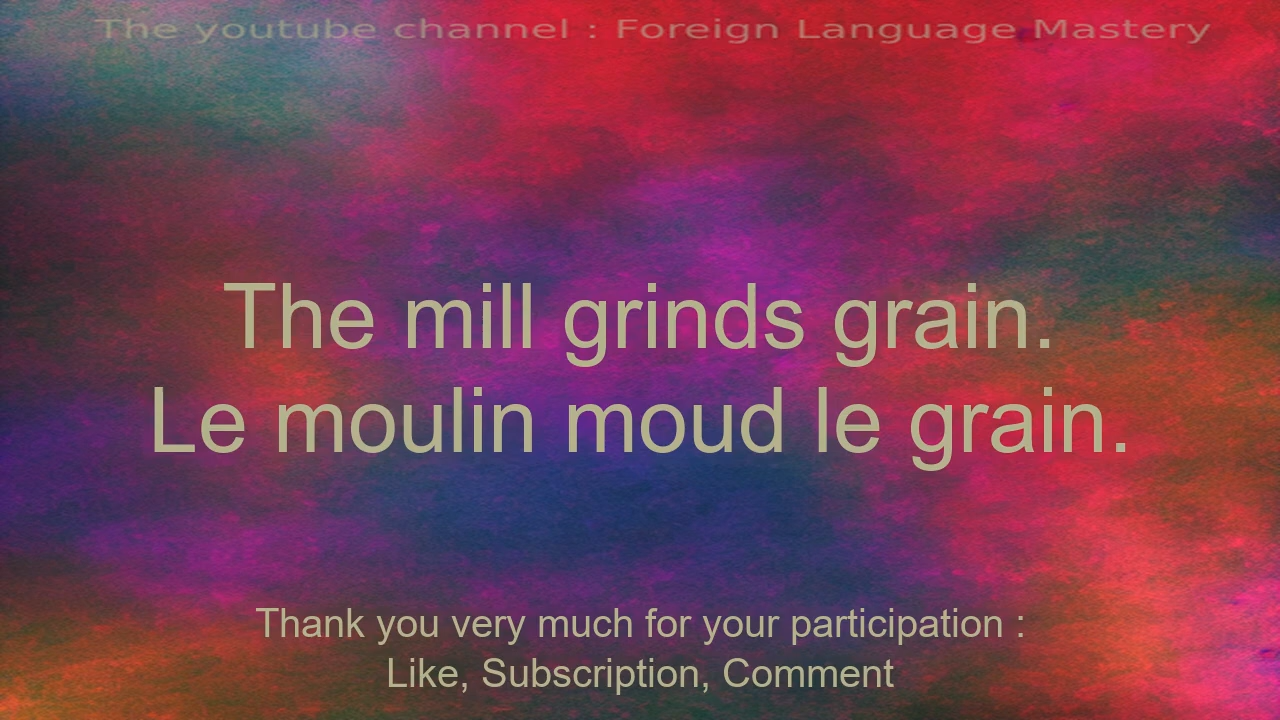 The youtube channel : Foreign Language Mastery
The mill grinds grain.
Le moulin moud le grain.
Thank you very much for your participation :
Like, Subscription, Comment